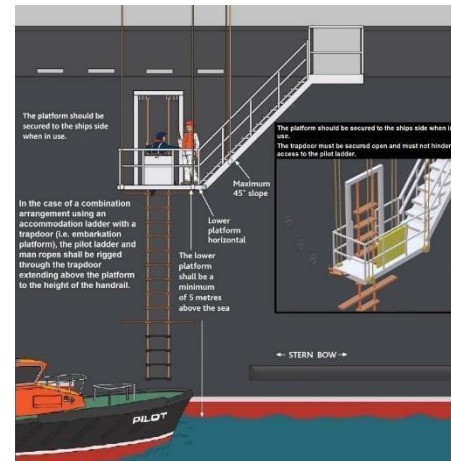 The platform should be
secured to the ships side
when in use.
The platform should be secured to the ships side when in
use.
The trapdoor must be secured open and must not hinder
access to the pilot ladder.
Maximum
45° slope
Lower
platform
horizontal
In the case of a combination
arrangement using an
accommodation ladder with a
trapdoor (i.e. embarkation
platform), the pilot ladder and
man ropes shall be rigged
through the trapdoor
extending above the platform
to the height of the handrail.
The lower
platform
shall be a
minimum
of 5 metres
above the sea
← STERN BOW →
PILOT